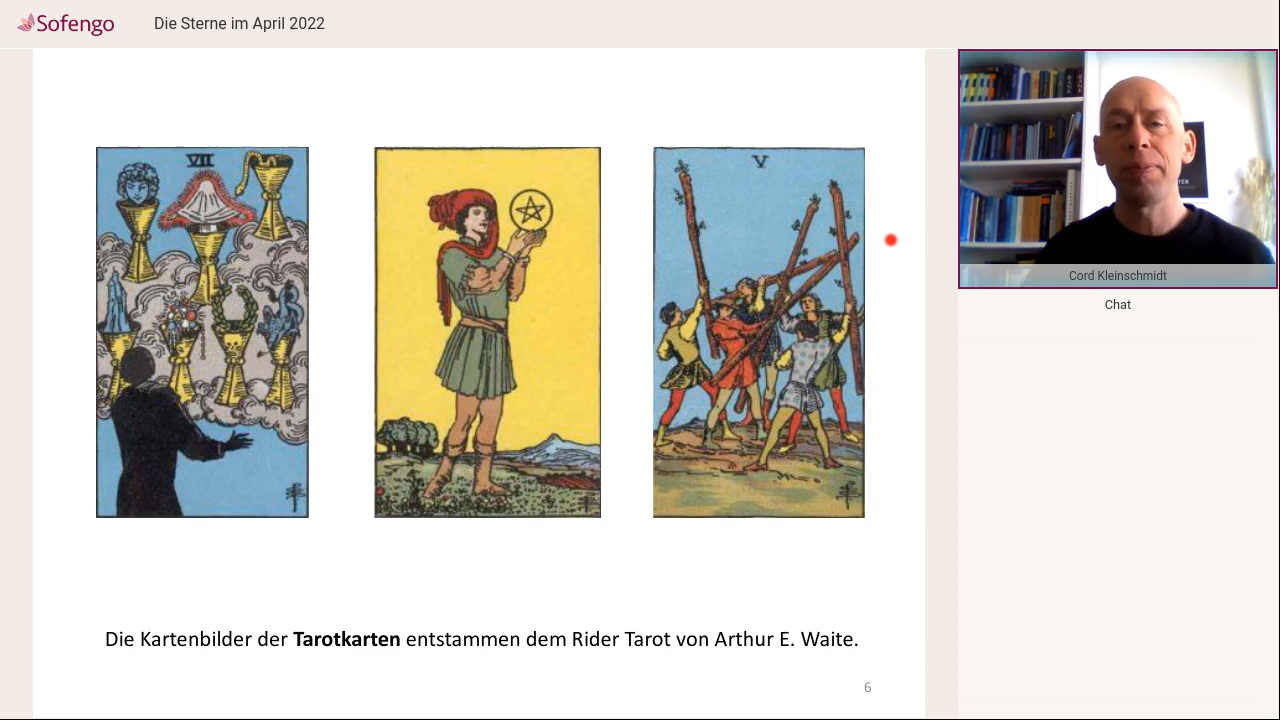 Sofengo
Die Sterne im April 2022
VII
V
Cord Kleinschmidt
Chat
Die Kartenbilder der Tarotkarten entstammen dem Rider Tarot von Arthur E. Waite.
6